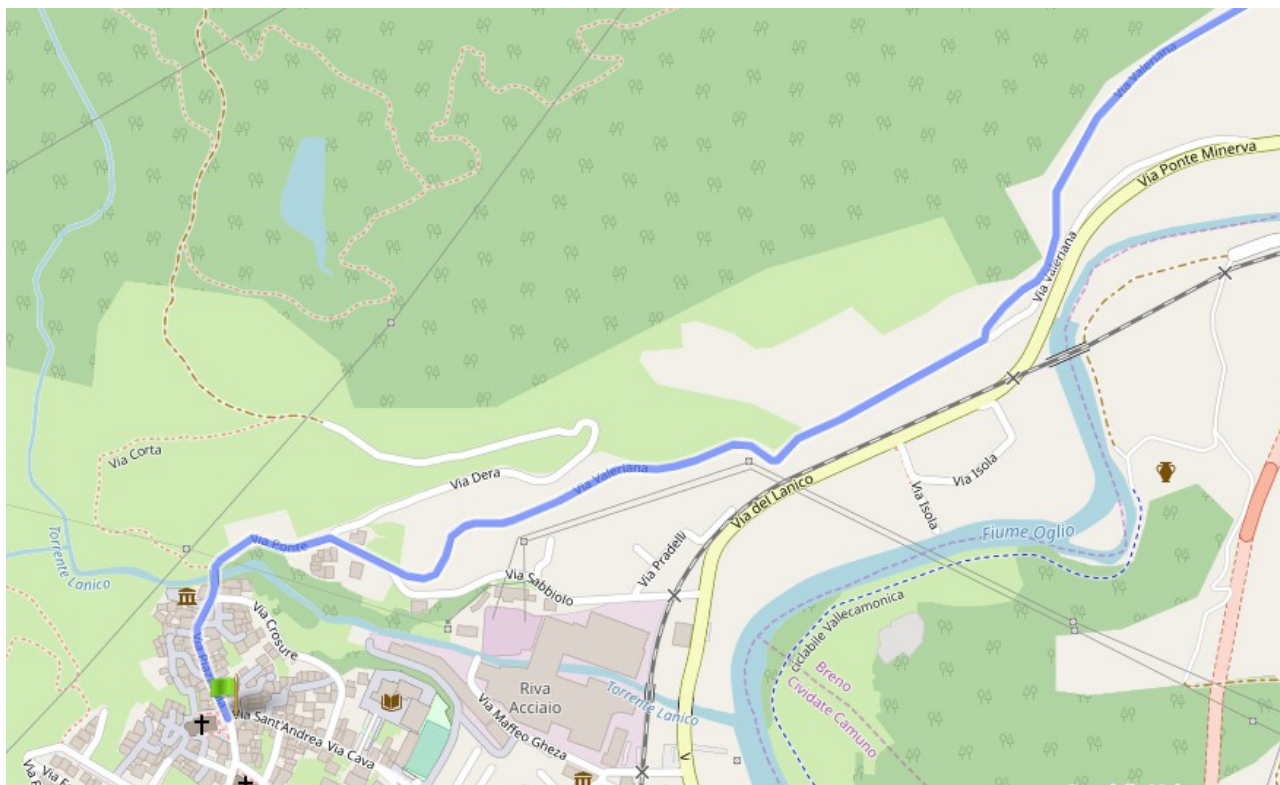 Via Valeriana
Via Ponte Minerva
Via Valeriana
Via Corta
Via Dera
Via Valeriana
Via Isola
Via Isola
Via del Lanico
Fiume Oglio
Torrente Lanico
Via Ponte
Via Pradelli
Via Sabbiolo
ciclabile Vallecamonica
Via Crosure
Breno
Cividate Camuno
Riva
Acciaio
Torrente Lanico
Via Maffeo Gheza
Via Sant'Andrea
Via Cava
V